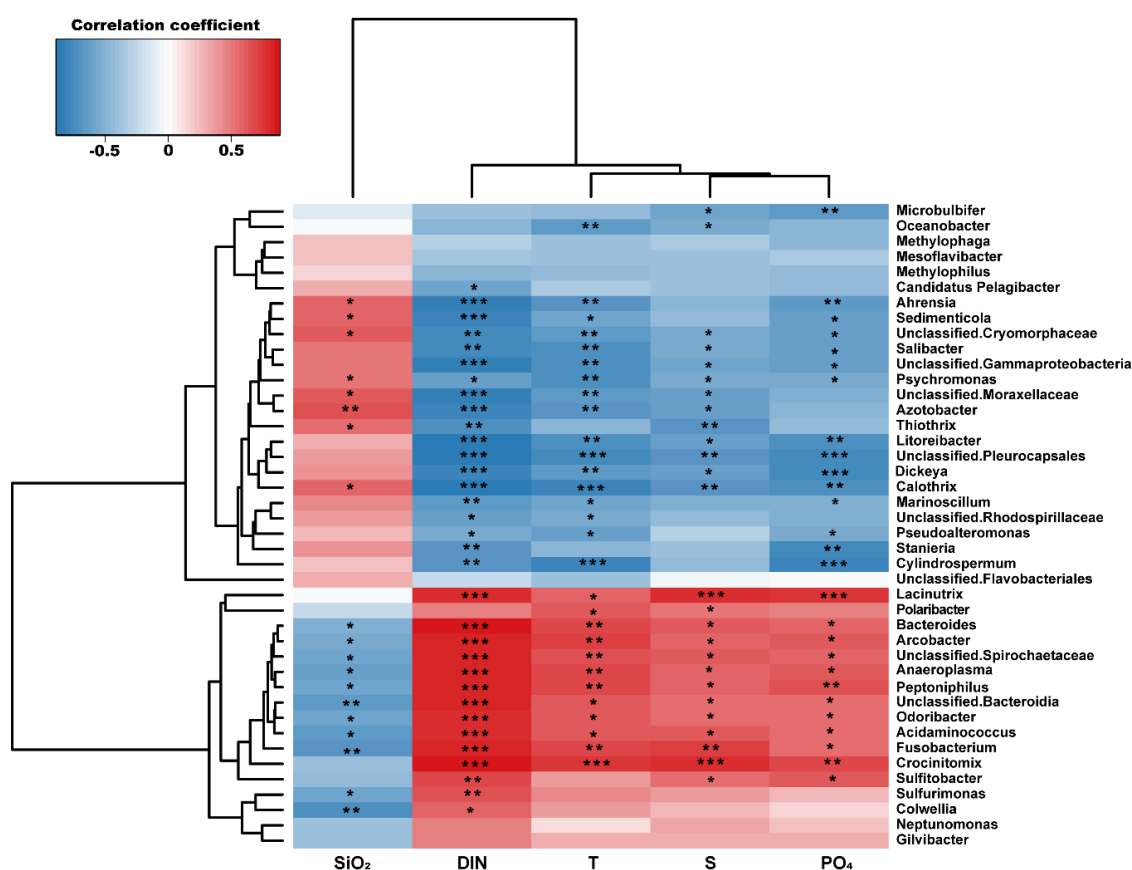 Correlation coefficient
-0.5 0 0.5
* ** Microbulbifer
** * Oceanobacter
Methylophaga
Mesoflavibacter
Methylophilus
* Candidatus Pelagibacter
* *** ** ** Ahrensia
* *** * * Sedimenticola
* ** ** * * Unclassified.Cryomorphaceae
** ** * * Salibacter
*** ** * * Unclassified.Gammaproteobacteria
* * ** * * Psychromonas
* *** ** * Unclassified.Moraxellaceae
** *** ** * Azotobacter
* ** ** Thiothrix
*** ** * ** Litoreibacter
*** *** ** *** Unclassified.Pleurocapsales
*** ** * *** Dickeya
* *** *** ** ** Calothrix
** * * Marinoscillum
* * Unclassified.Rhodospirillaceae
* * * Pseudoalteromonas
** ** Stanieria
** *** *** Cylindrospermum
Unclassified.Flavobacteriales
*** * *** *** Lacinutrix
* * Polaribacter
* *** ** * * Bacteroides
* *** ** * * Arcobacter
* *** ** * * Unclassified.Spirochaetaceae
* *** ** * * Anaeroplasma
* *** ** * ** Peptoniphilus
** *** * * * Unclassified.Bacteroidia
* *** * * * Odoribacter
* *** * * * Acidaminococcus
** *** ** ** * Fusobacterium
*** *** *** ** Crocinitomix
** * * Sulfitobacter
* ** Sulfurimonas
** * Colwellia
Neptunomonas
Gilvibacter
SiO₂ DIN T S PO₄